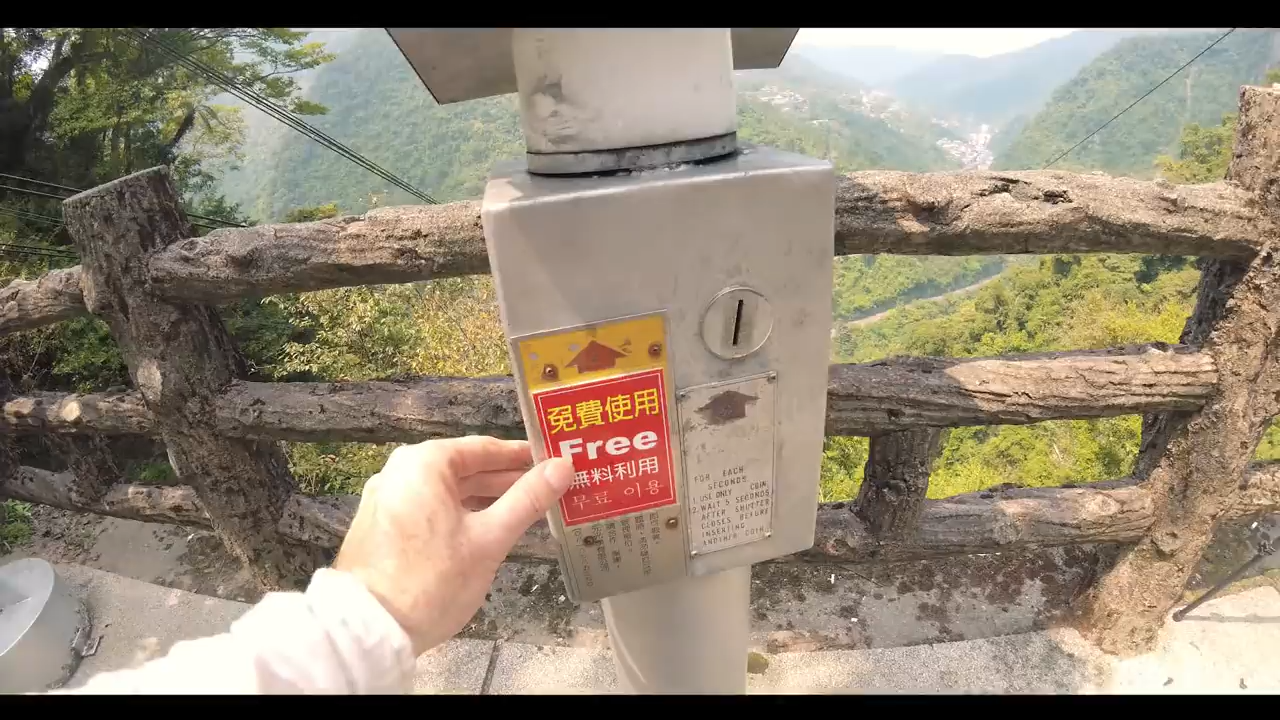 免費使用
Free
無料利用
무료 이용
FOR EACH
SECONDS
1. USE ONLY COIN
2. WAIT 5 SECONDS
AFTER SHUTTER
CLOSES BEFORE
INSERTING
ANOTHER COIN